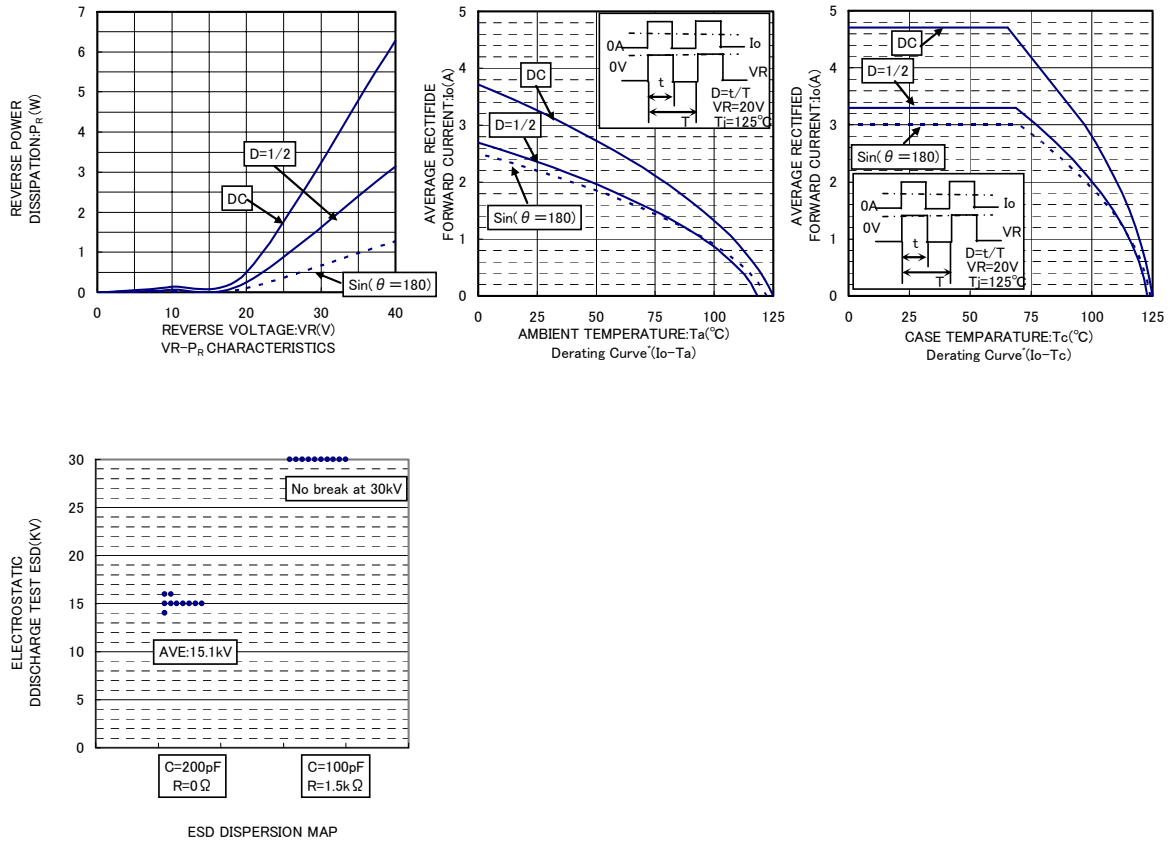 REVERSE POWER
DISSIPATION:PR(W)
7
6
5
4
3
2
1
0
D=1/2
DC
Sin(θ=180)
0 10 20 30 40
REVERSE VOLTAGE:VR(V)
VR-PR CHARACTERISTICS
AVERAGE RECTIFIDE
FORWARD CURRENT:Io(A)
5
4
3
2
1
0
DC
D=1/2
Sin(θ=180)
0A
0V
Io
VR
t
T
D=t/T
VR=20V
Tj=125℃
0 25 50 75 100 125
AMBIENT TEMPERATURE:Ta(℃)
Derating Curve"(Io-Ta)
AVERAGE RECTIFIED
FORWARD CURRENT:Io(A)
5
4
3
2
1
0
DC
D=1/2
Sin(θ=180)
0A
0V
Io
VR
t
T
D=t/T
VR=20V
Tj=125℃
0 25 50 75 100 125
CASE TEMPARATURE:Tc(℃)
Derating Curve"(Io-Tc)
ELECTROSTATIC
DDISCHARGE TEST ESD(KV)
30
25
20
15
10
5
0
No break at 30kV
AVE:15.1kV
C=200pF
R=0Ω
C=100pF
R=1.5kΩ
ESD DISPERSION MAP